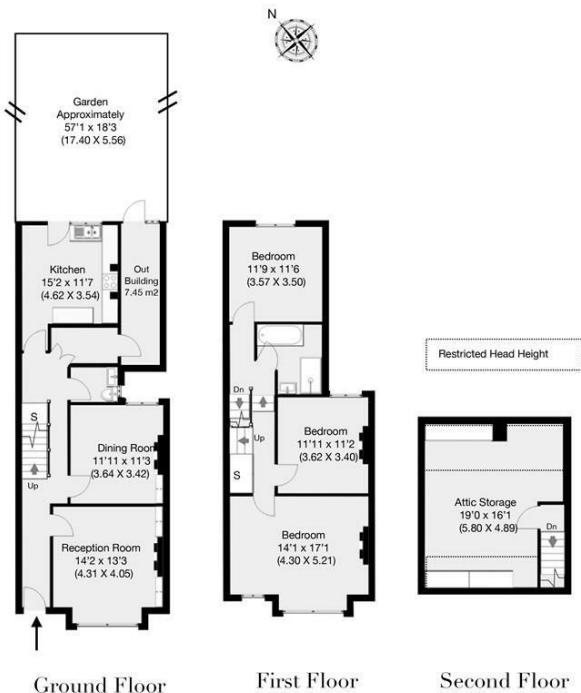 N
Garden
Approximately
57'1 x 18'3
(17.40 X 5.56)
Kitchen
15'2 x 11'7
(4.62 X 3.54)
Out
Building
7.45 m2
S
Up
Dining Room
11'11 x 11'3
(3.64 X 3.42)
Reception Room
14'2 x 13'3
(4.31 X 4.05)
Ground Floor
Bedroom
11'9 x 11'6
(3.57 X 3.50)
Dn
Up
S
Bedroom
11'11 x 11'2
(3.62 X 3.40)
Bedroom
14'1 x 17'1
(4.30 X 5.21)
First Floor
Restricted Head Height
Attic Storage
19'0 x 16'1
(5.80 X 4.89)
Dn
Second Floor